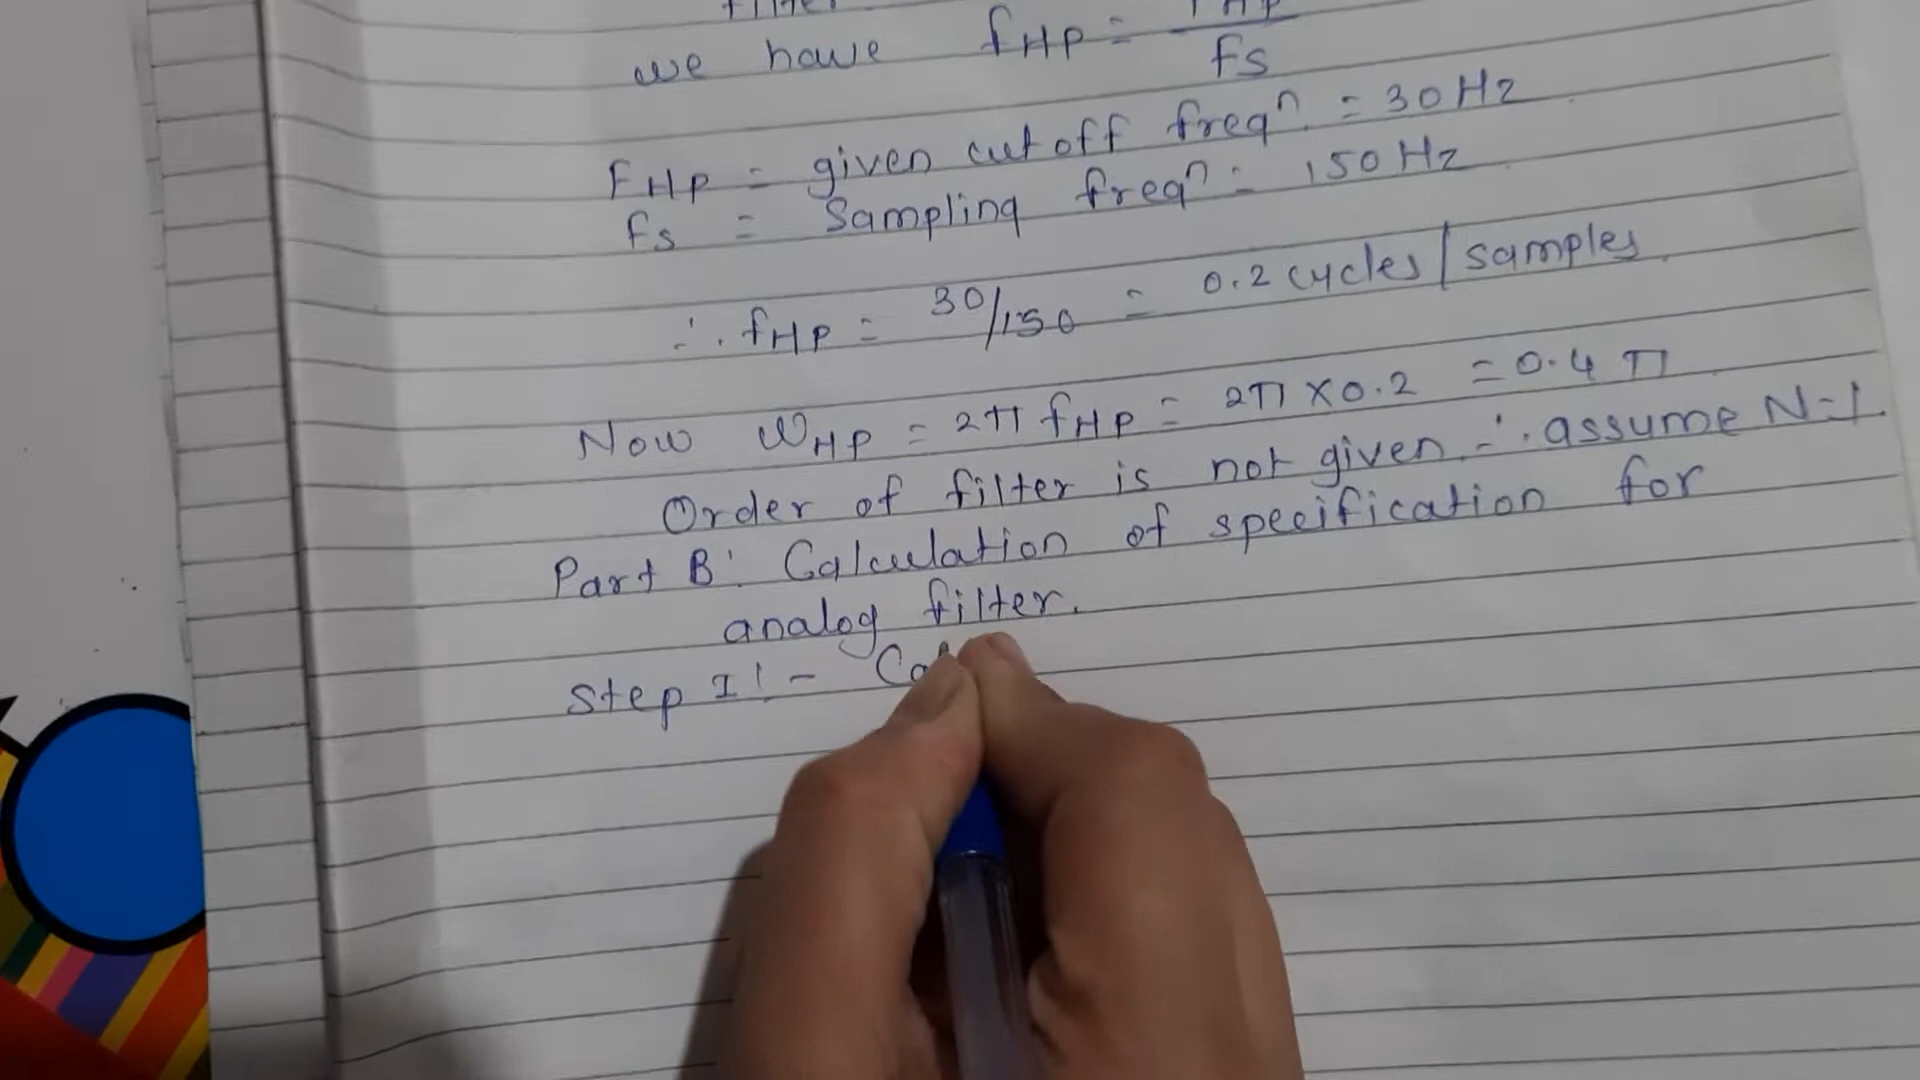 we have fHP = FHP/Fs
FHP = given cut off freqn. = 30 Hz
Fs = Sampling freqn = 150 Hz
∴ fHP = 30/150 = 0.2 cycles/samples.
Now ωHP = 2π fHP = 2π × 0.2 = 0.4 π
Order of filter is not given ∴ assume N=1.
Part B: Calculation of specification for
analog filter.
Step I :-